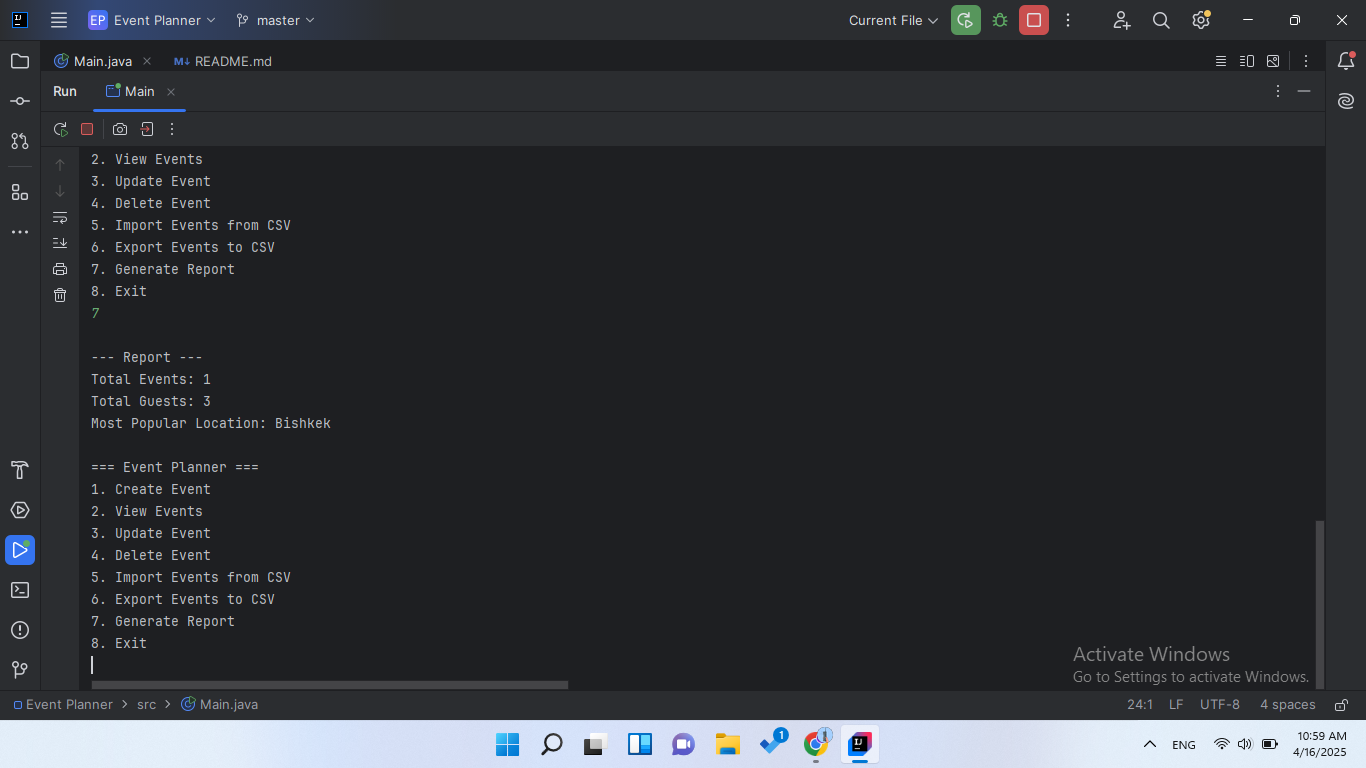 EP Event Planner master Current File
Main.java README.md
Run Main
2. View Events
3. Update Event
4. Delete Event
5. Import Events from CSV
6. Export Events to CSV
7. Generate Report
8. Exit
7
--- Report ---
Total Events: 1
Total Guests: 3
Most Popular Location: Bishkek
=== Event Planner ===
1. Create Event
2. View Events
3. Update Event
4. Delete Event
5. Import Events from CSV
6. Export Events to CSV
7. Generate Report
8. Exit
Activate Windows
Go to Settings to activate Windows.
Event Planner > src > Main.java 24:1 LF UTF-8 4 spaces
1 1 ENG 10:59 AM
4/16/2025